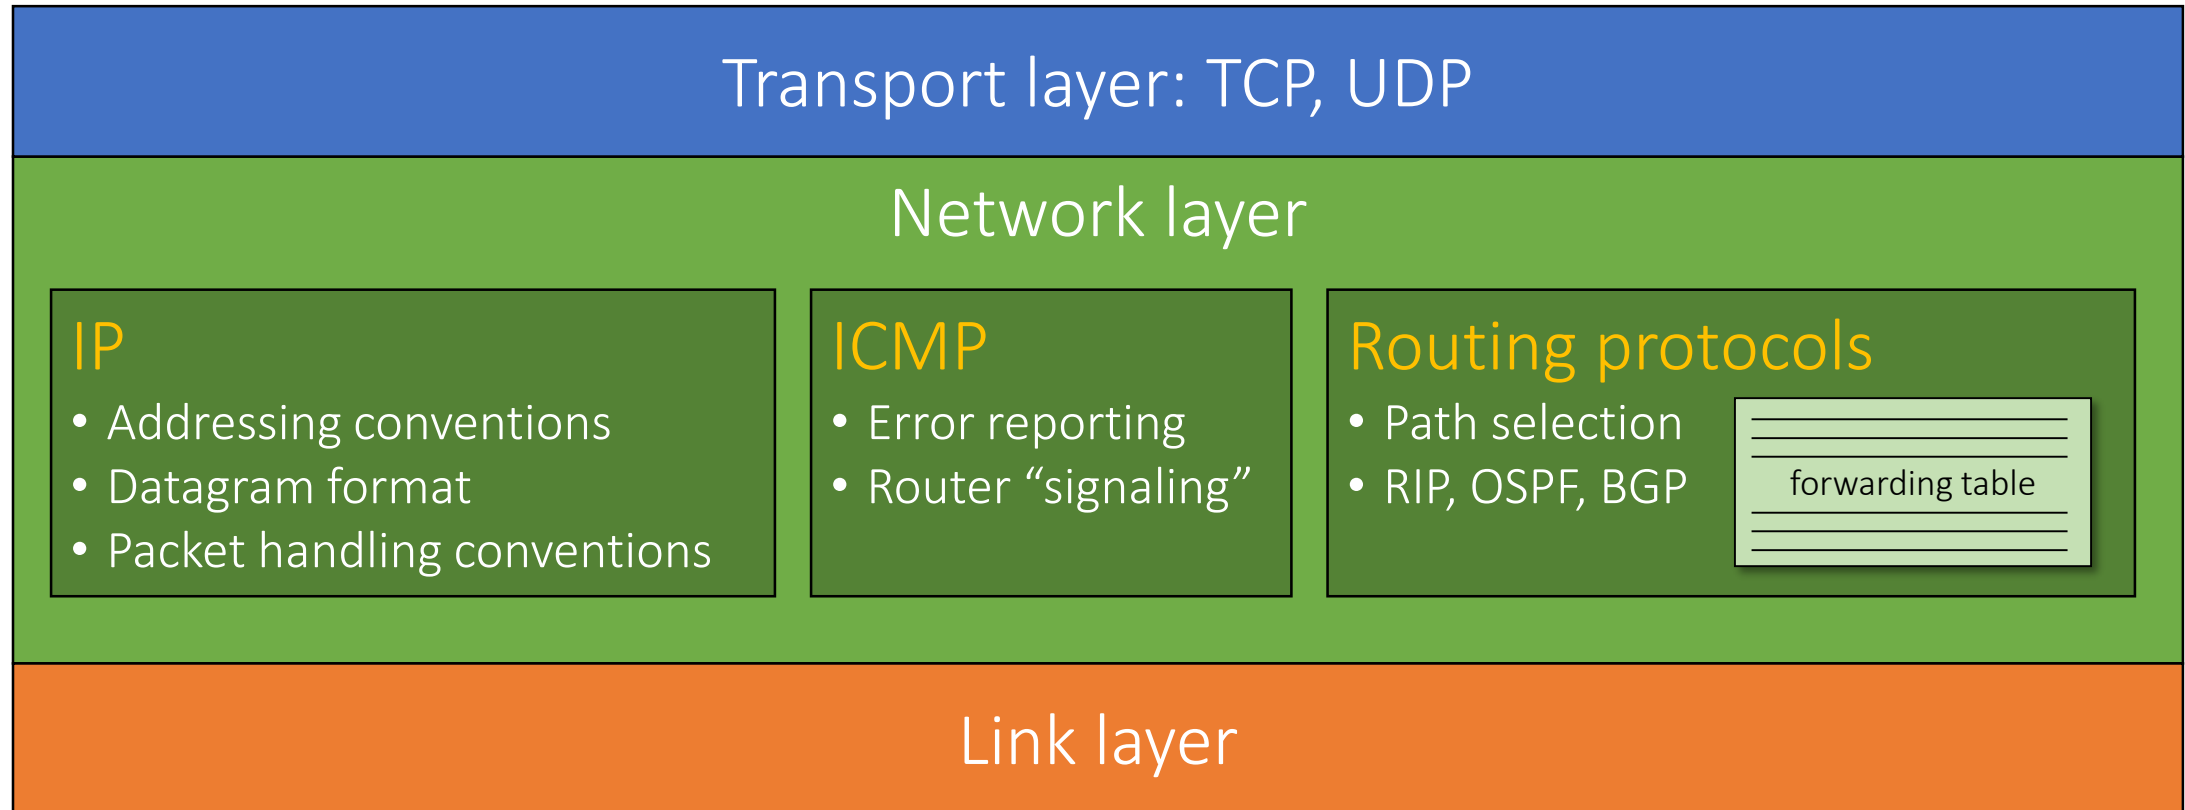 Transport layer: TCP, UDP
Network layer
IP
• Addressing conventions
• Datagram format
• Packet handling conventions
ICMP
• Error reporting
• Router “signaling”
Routing protocols
• Path selection
• RIP, OSPF, BGP
forwarding table
Link layer